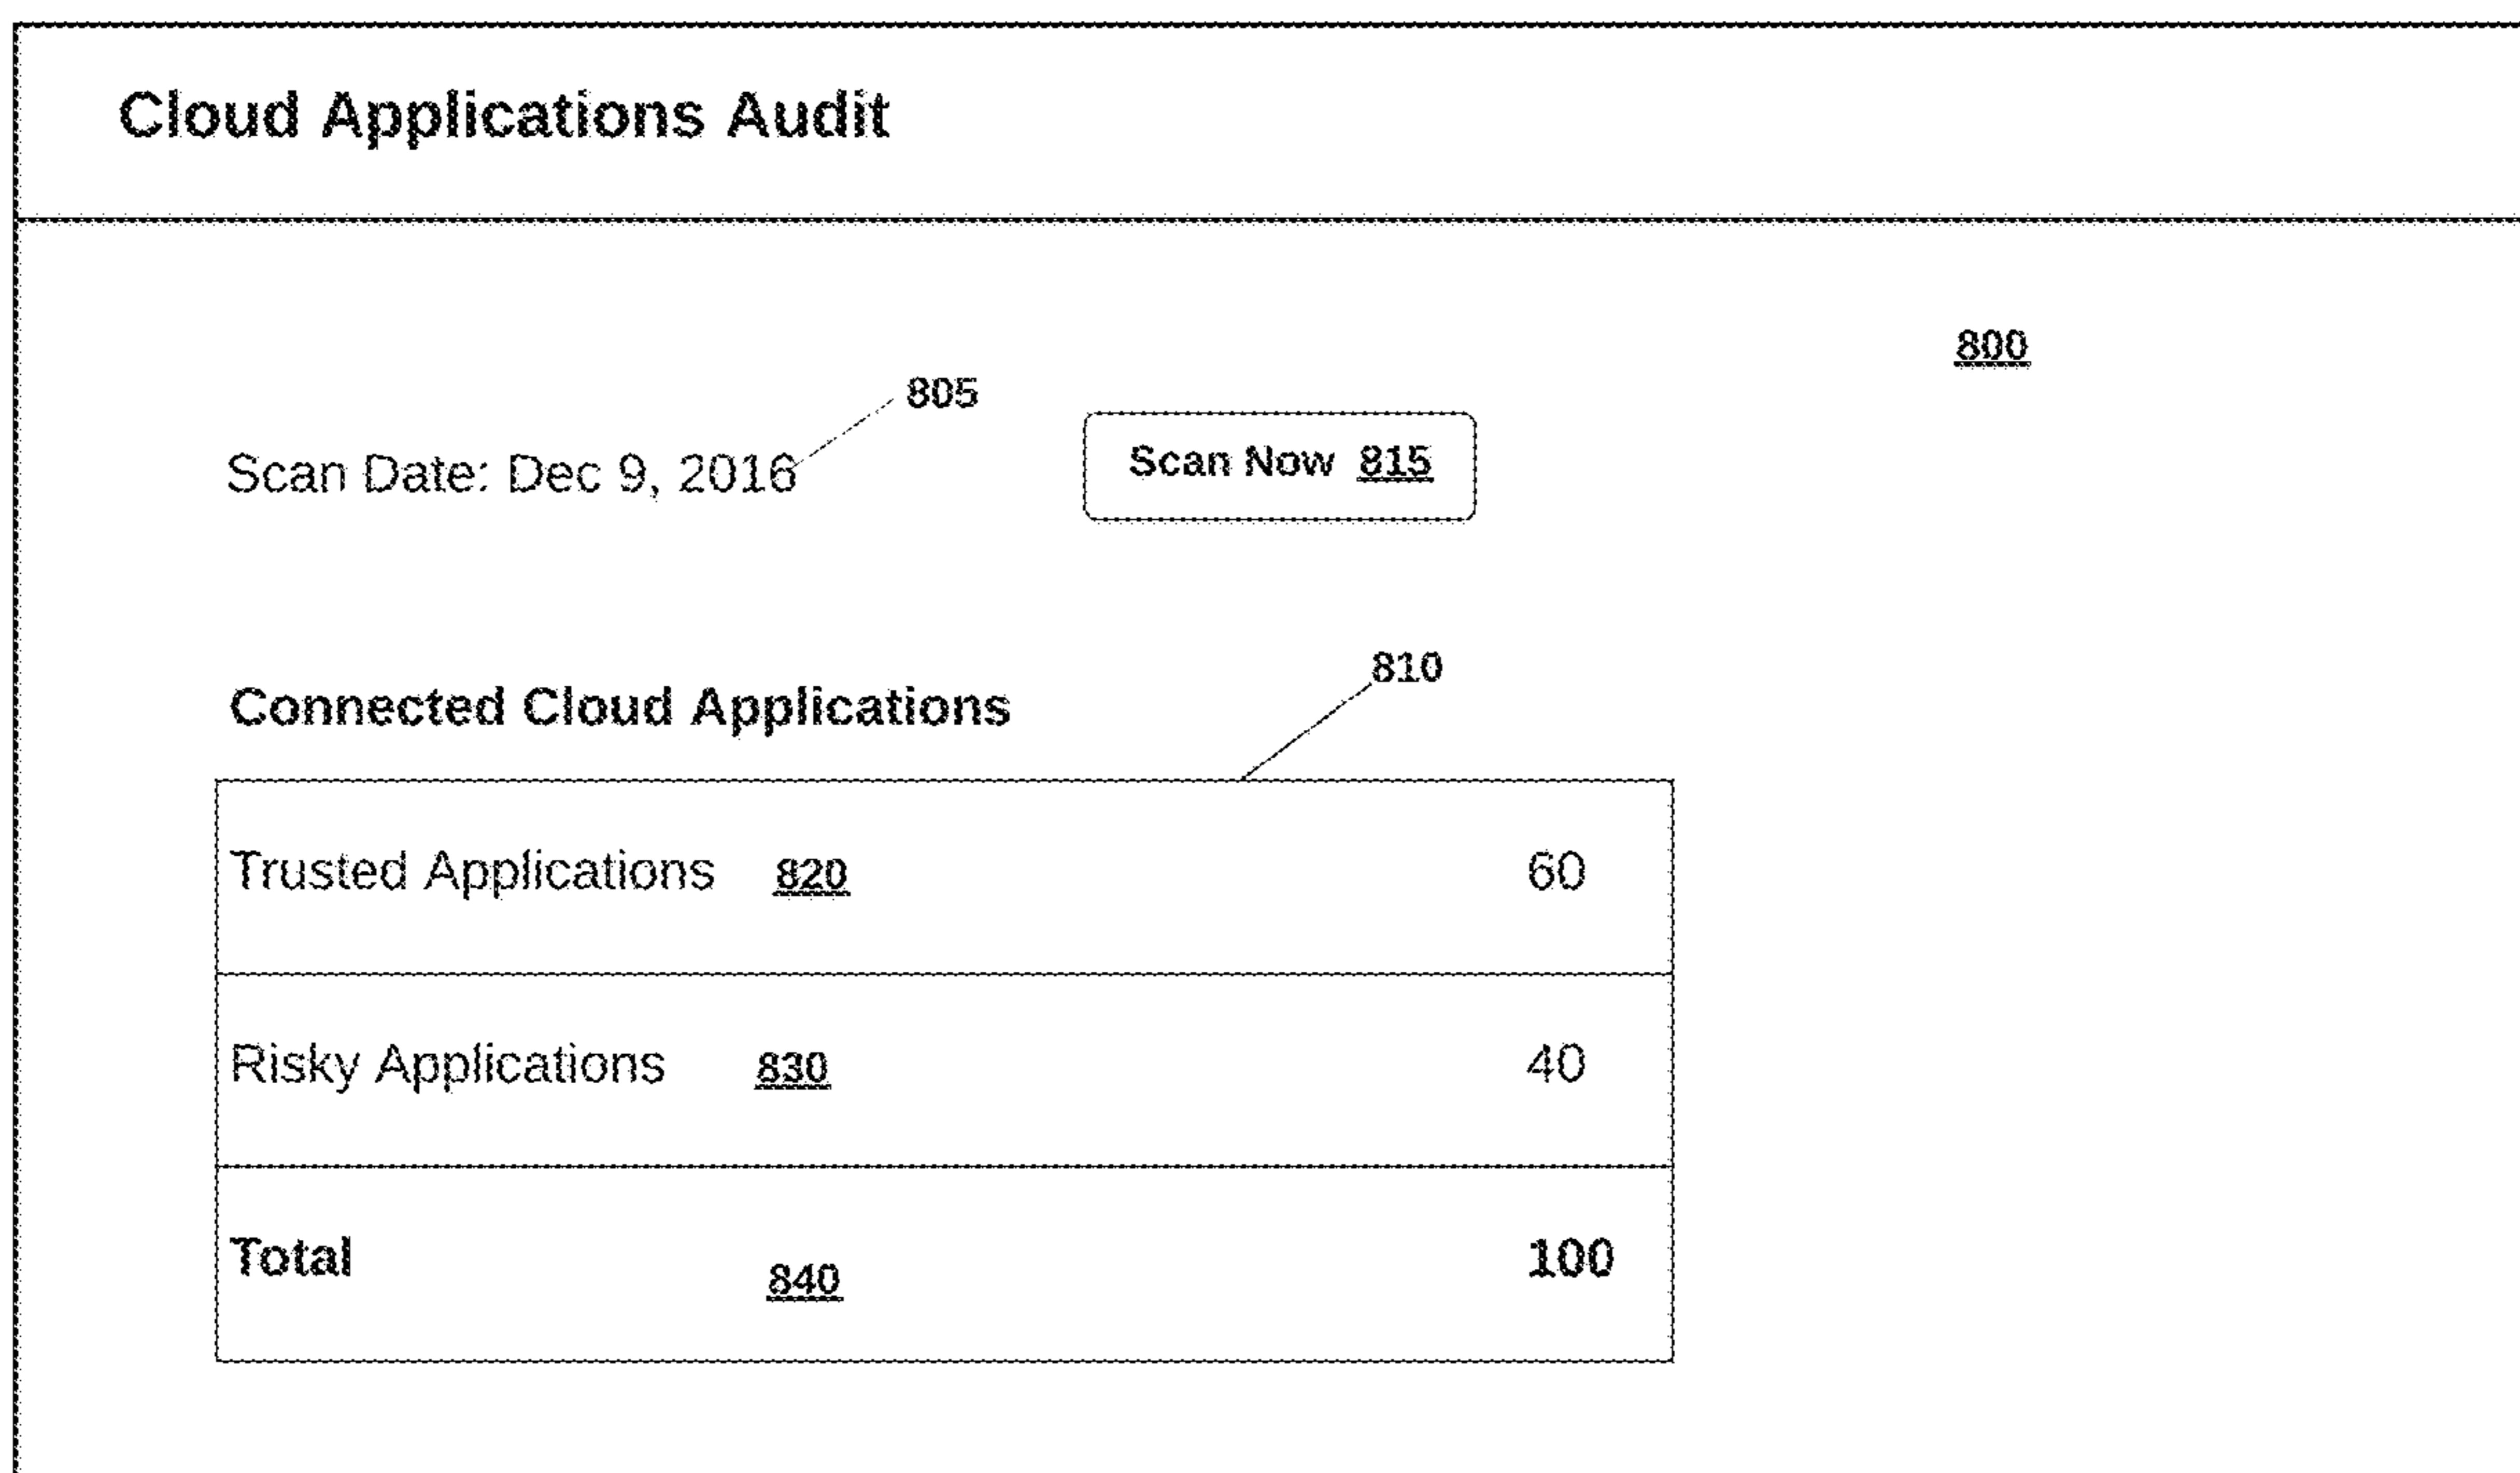 Cloud Applications Audit
800
805
Scan Date: Dec 9, 2016
Scan Now 815
810
Connected Cloud Applications
Trusted Applications 820 60
Risky Applications 830 40
Total 840 100